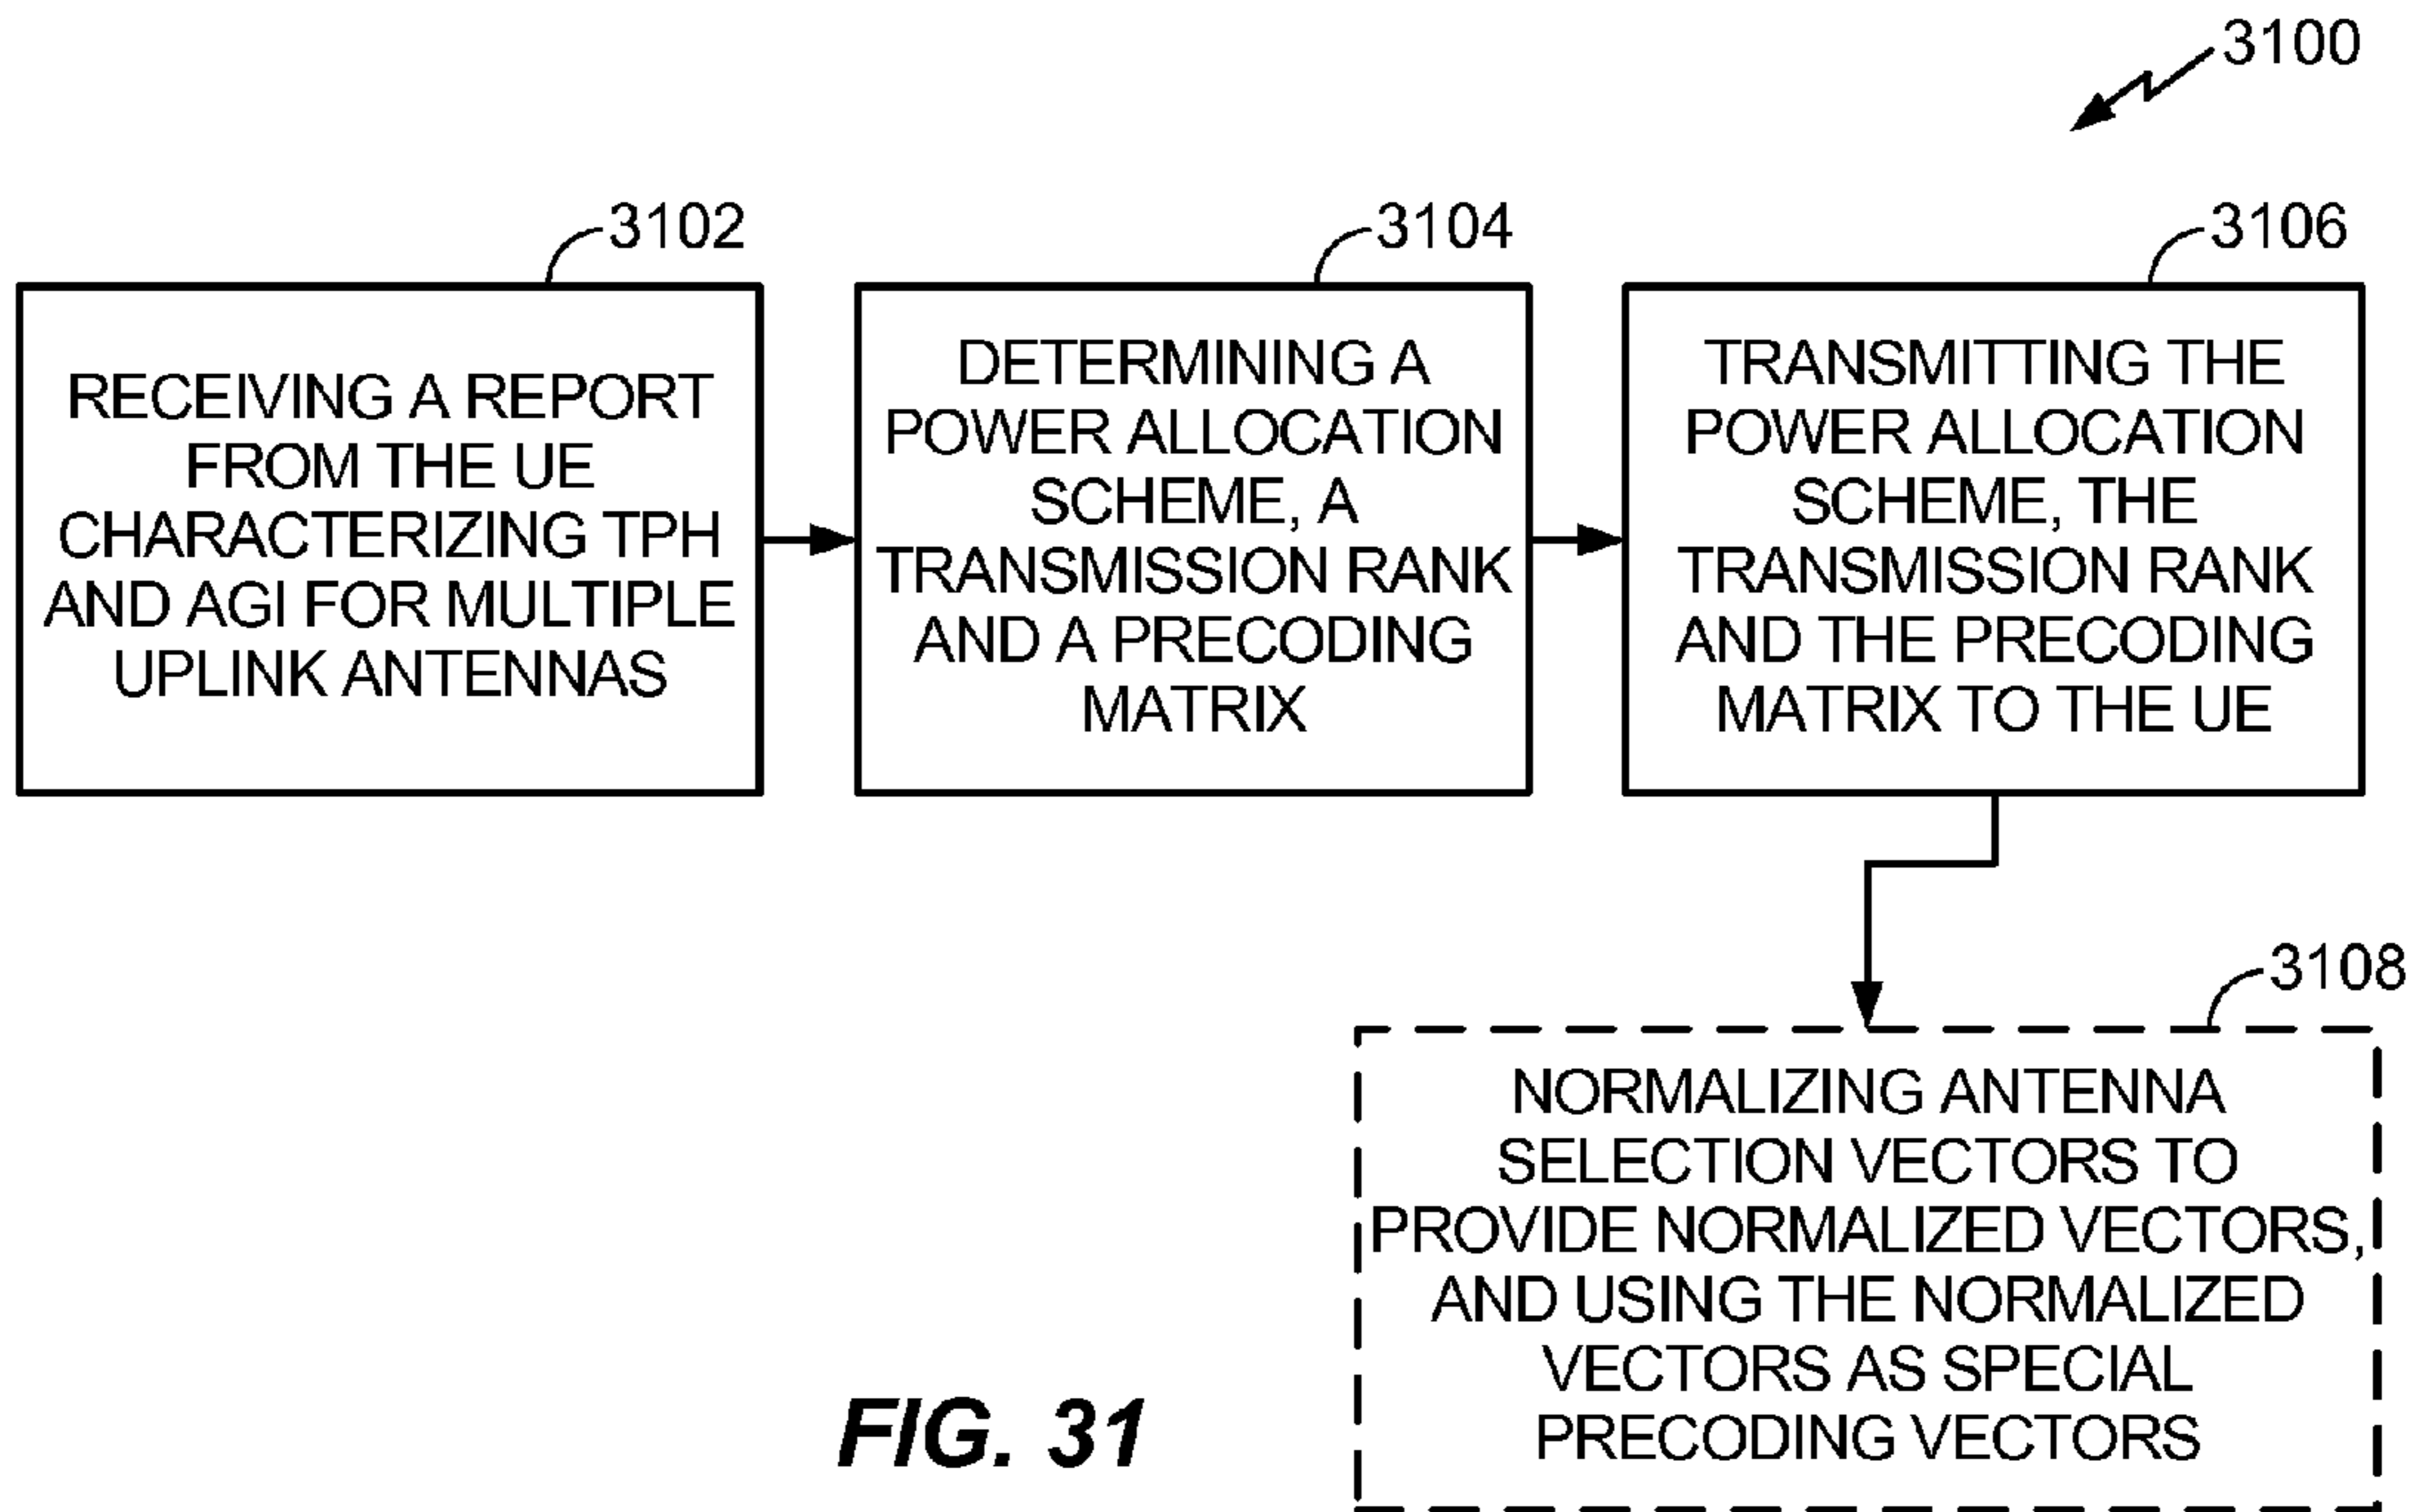 3100
3102
RECEIVING A REPORT
FROM THE UE
CHARACTERIZING TPH
AND AGI FOR MULTIPLE
UPLINK ANTENNAS
3104
DETERMINING A
POWER ALLOCATION
SCHEME, A
TRANSMISSION RANK
AND A PRECODING
MATRIX
3106
TRANSMITTING THE
POWER ALLOCATION
SCHEME, THE
TRANSMISSION RANK
AND THE PRECODING
MATRIX TO THE UE
3108
NORMALIZING ANTENNA
SELECTION VECTORS TO
PROVIDE NORMALIZED VECTORS,
AND USING THE NORMALIZED
VECTORS AS SPECIAL
PRECODING VECTORS
FIG. 31